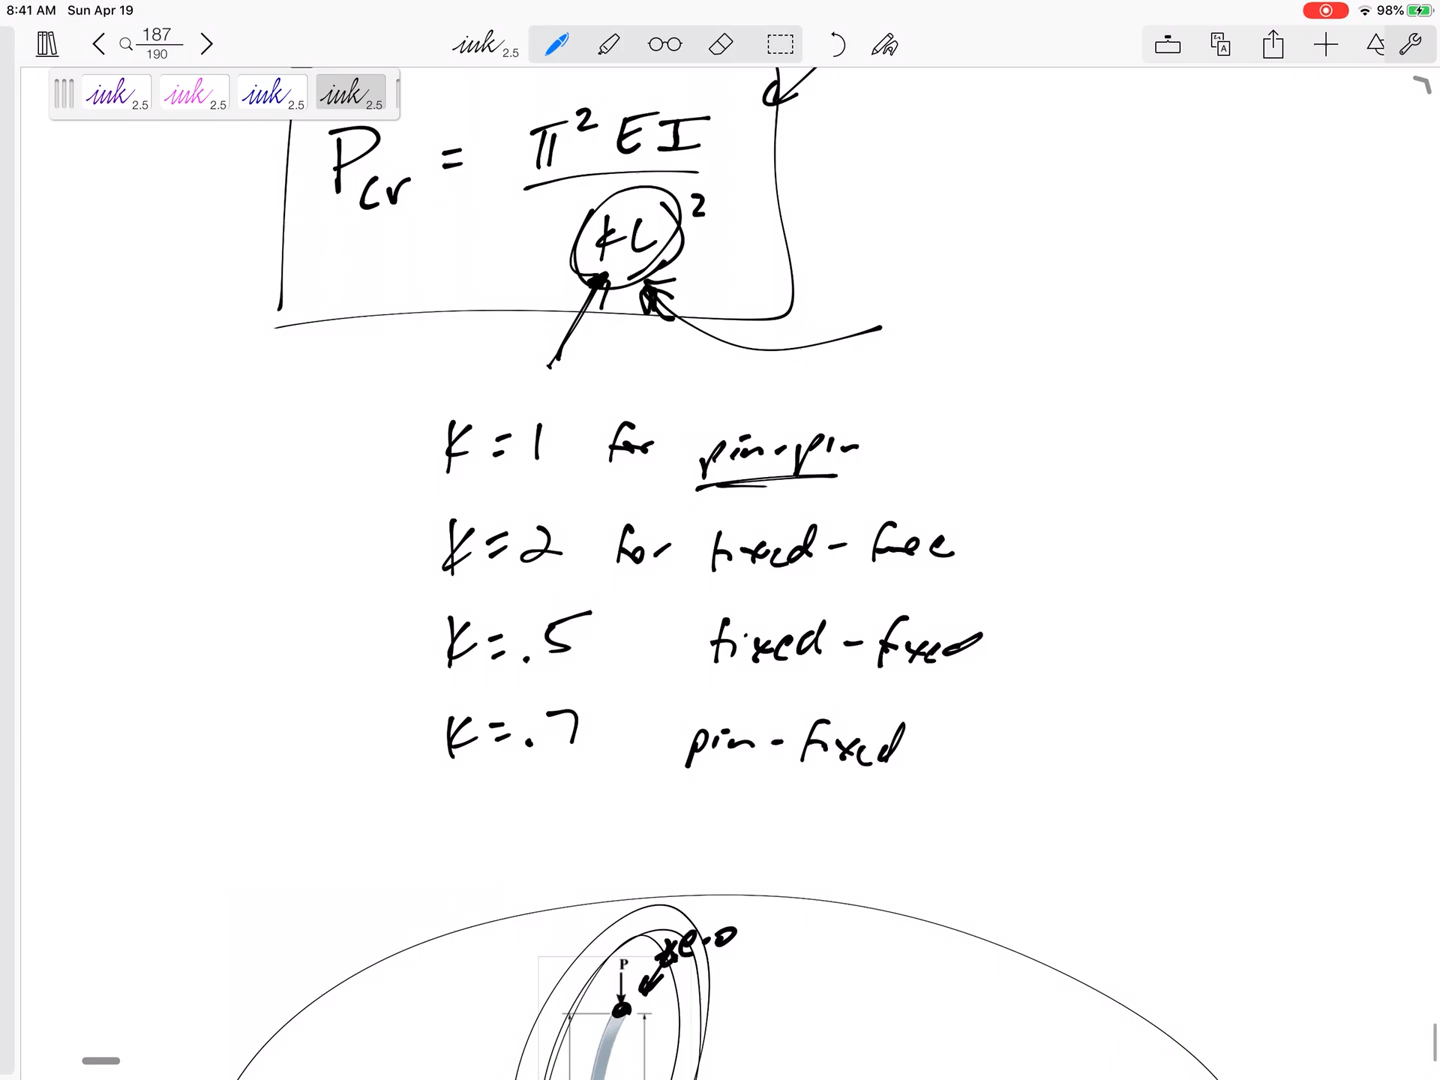 8:41 AM Sun Apr 19
98%
187
190
ink 2.5
ink 2.5 ink 2.5 ink 2.5 ink 2.5
Pcr = π² EI
(KL)²
K = 1 for pin-pin
K = 2 for fixed - free
K = .5 fixed - fixed
K = .7 pin - fixed
P